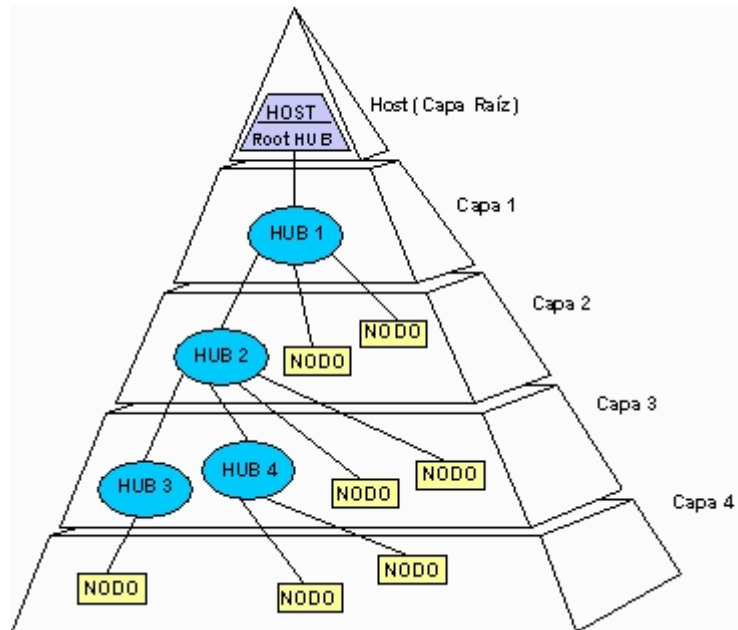 HOST
Root HUB
Host (Capa Raíz)
HUB 1
Capa 1
HUB 2
NODO
NODO
Capa 2
HUB 3
HUB 4
NODO
NODO
Capa 3
NODO
NODO
NODO
Capa 4